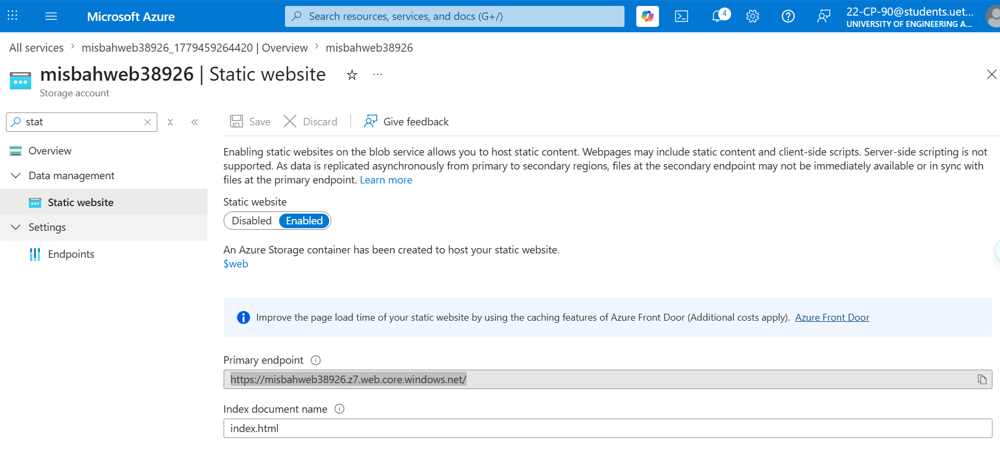 Microsoft Azure
Search resources, services, and docs (G+/)
4
22-CP-90@students.uet...
UNIVERSITY OF ENGINEERING A...
All services > misbahweb38926_1779459264420 | Overview > misbahweb38926
misbahweb38926 | Static website
Storage account
stat
Save
Discard
Give feedback
Overview
Data management
Static website
Settings
Endpoints
Enabling static websites on the blob service allows you to host static content. Webpages may include static content and client-side scripts. Server-side scripting is not
supported. As data is replicated asynchronously from primary to secondary regions, files at the secondary endpoint may not be immediately available or in sync with
files at the primary endpoint. Learn more
Static website
Disabled Enabled
An Azure Storage container has been created to host your static website.
$web
Improve the page load time of your static website by using the caching features of Azure Front Door (Additional costs apply). Azure Front Door
Primary endpoint
https://misbahweb38926.z7.web.core.windows.net/
Index document name
index.html